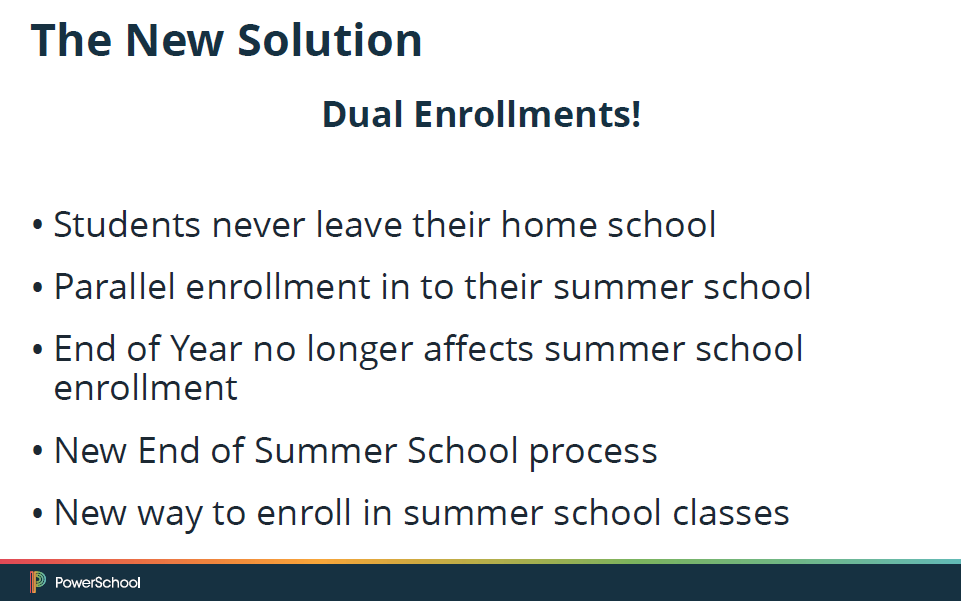 The New Solution
Dual Enrollments!
• Students never leave their home school
• Parallel enrollment in to their summer school
• End of Year no longer affects summer school
enrollment
• New End of Summer School process
• New way to enroll in summer school classes
PowerSchool